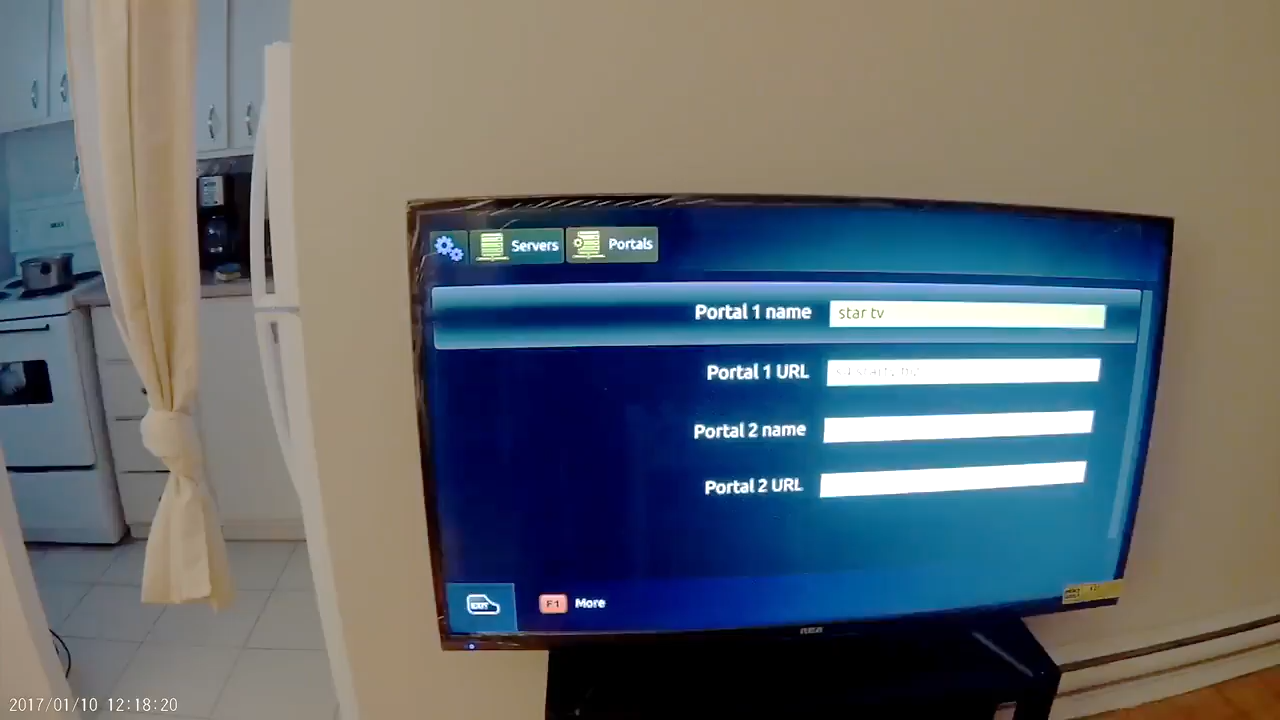 Servers
Portals
Portal 1 name
star tv
Portal 1 URL
Portal 2 name
Portal 2 URL
EXIT
F1
More
RCA
2017/01/10 12:18:20